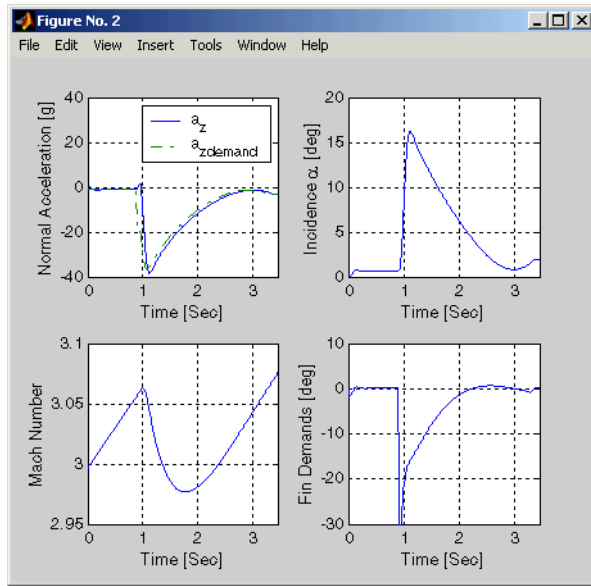 Figure No. 2
File Edit View Insert Tools Window Help
40
20
0
-20
-40
Normal Acceleration [g]
a_z
a_zdemand
0 1 2 3
Time [Sec]
20
15
10
5
0
Incidence α [deg]
0 1 2 3
Time [Sec]
3.1
3.05
3
2.95
Mach Number
0 1 2 3
Time [Sec]
10
0
-10
-20
-30
Fin Demands [deg]
0 1 2 3
Time [Sec]